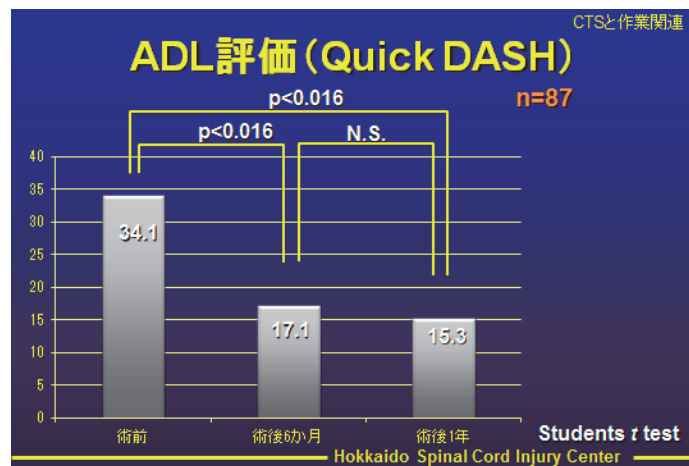 CTSと作業関連
ADL評価(Quick DASH)
n=87
p<0.016
p<0.016
N.S.
40
35
30
25
20
15
10
5
0
34.1
17.1
15.3
術前
術後6か月
術後1年
Students t test
Hokkaido Spinal Cord Injury Center